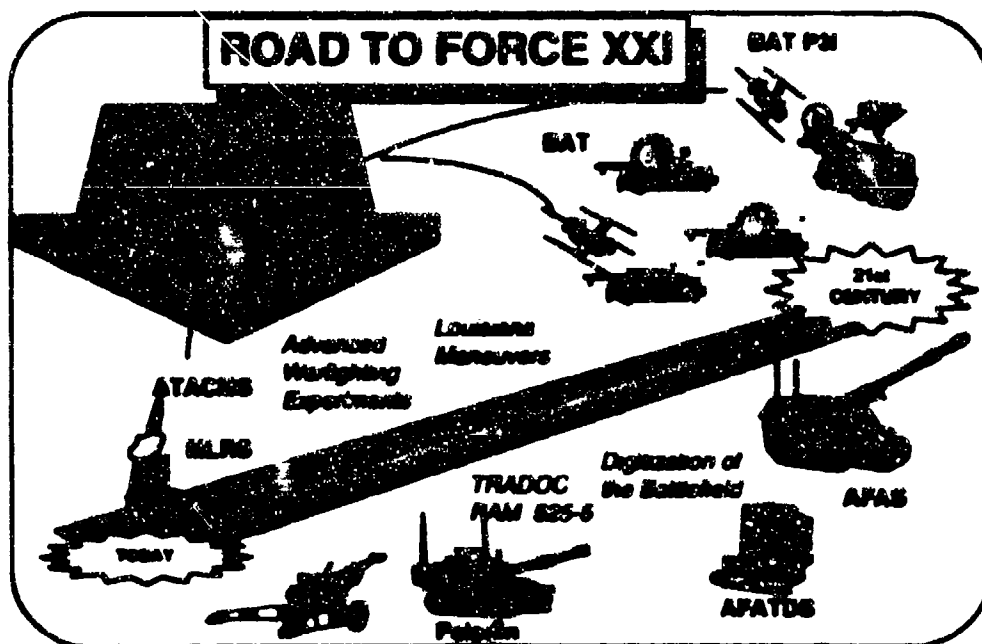 ROAD TO FORCE XXI
BAT P3I
BAT
21st
CENTURY
Advanced
Warfighting
Experiments
Louisiana
Maneuvers
ATACMS
MLRS
Digitization of
the Battlefield
TRADOC
PAM 525-5
AFAS
TODAY
AFATDS
Paladin